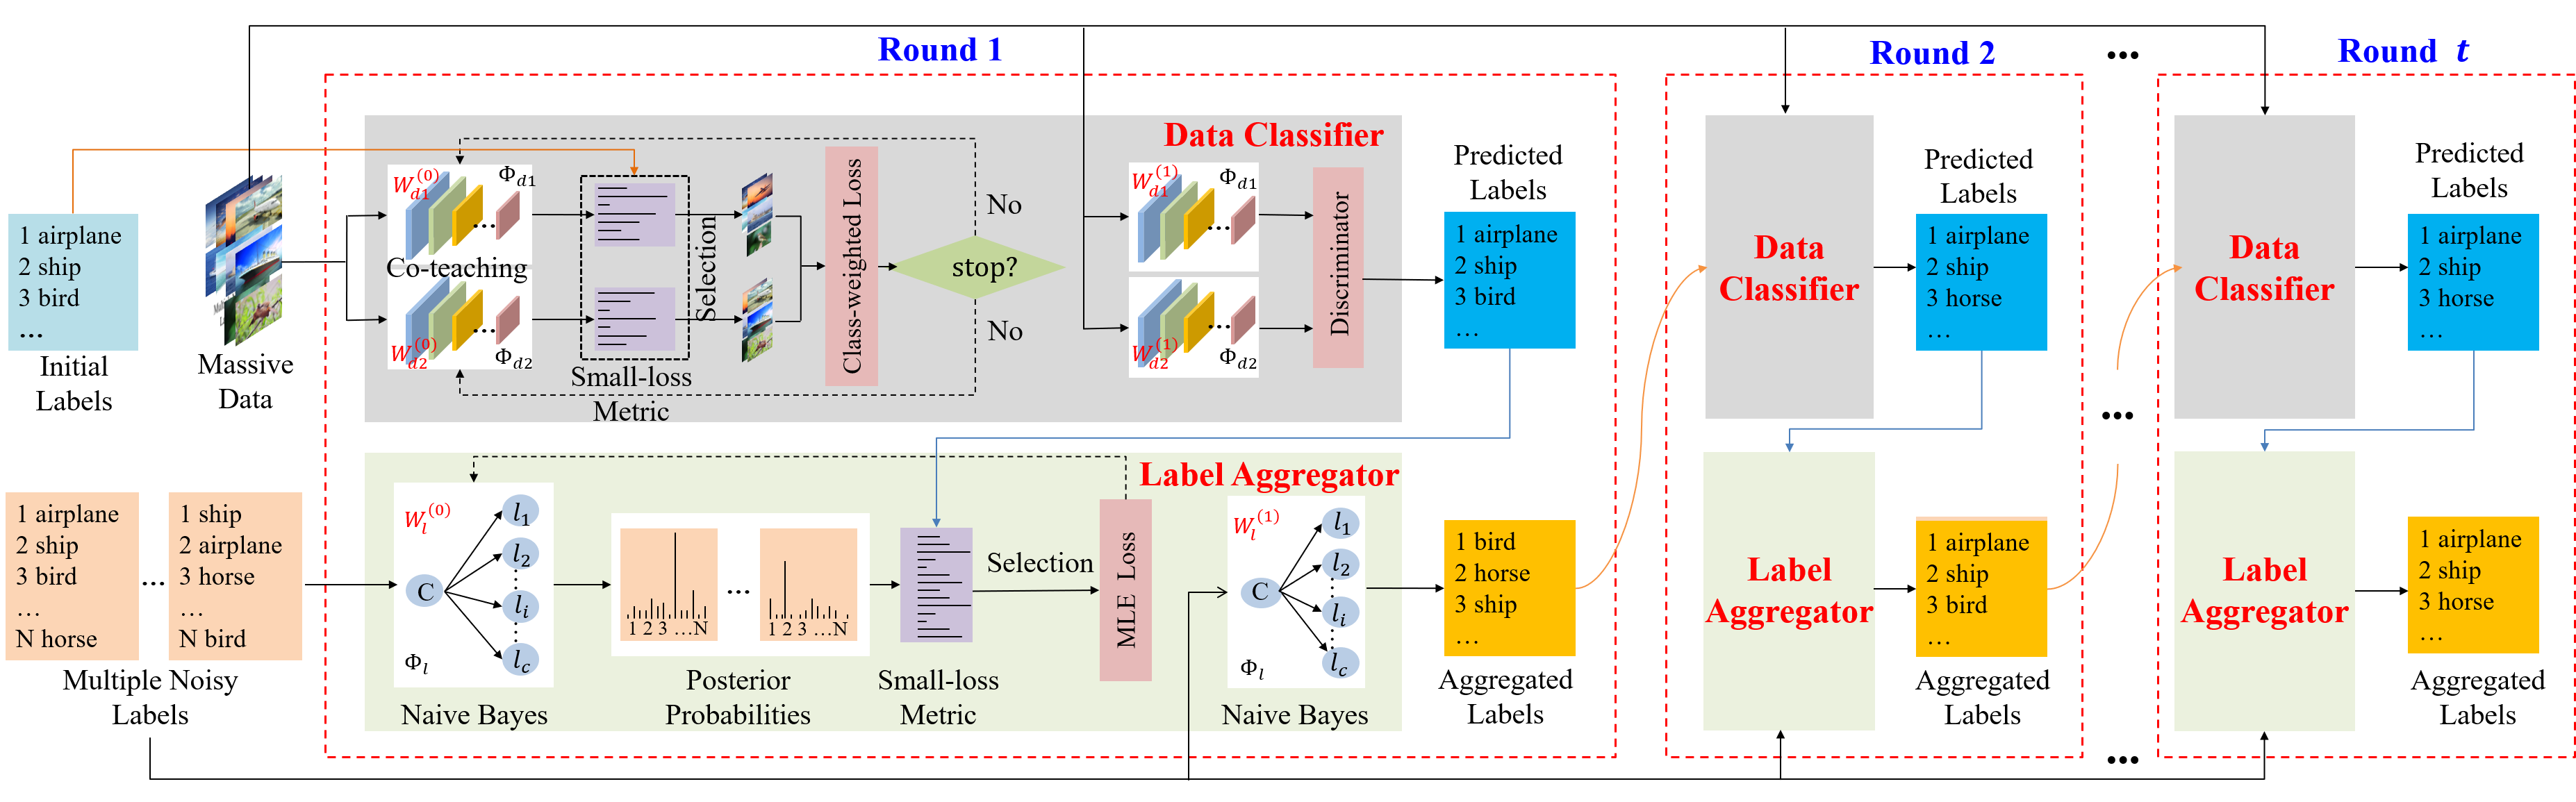 Round 1
Round 2
...
Round t
Data Classifier
1 airplane
2 ship
3 bird
...
Initial
Labels
Massive
Data
W_{d1}^{(0)}
Φ_{d1}
...
Co-teaching
W_{d2}^{(0)}
Φ_{d2}
...
Small-loss
Metric
Selection
Class-weighted Loss
No
stop?
No
W_{d1}^{(1)}
Φ_{d1}
...
W_{d2}^{(1)}
Φ_{d2}
...
Discriminator
Predicted
Labels
1 airplane
2 ship
3 bird
...
Label Aggregator
1 airplane
2 ship
3 bird
...
N horse
...
1 ship
2 airplane
3 horse
...
N bird
Multiple Noisy
Labels
W_l^{(0)}
C
l_1
l_2
l_i
l_c
Φ_l
Naive Bayes
1 2 3 ...N
...
1 2 3 ...N
Posterior
Probabilities
Small-loss
Metric
Selection
MLE Loss
W_l^{(1)}
C
l_1
l_2
l_i
l_c
Φ_l
Naive Bayes
1 bird
2 horse
3 ship
...
Aggregated
Labels
Data
Classifier
Predicted
Labels
1 airplane
2 ship
3 horse
...
Label
Aggregator
1 airplane
2 ship
3 bird
...
Aggregated
Labels
...
...
Data
Classifier
Predicted
Labels
1 airplane
2 ship
3 horse
...
Label
Aggregator
1 airplane
2 ship
3 horse
...
Aggregated
Labels